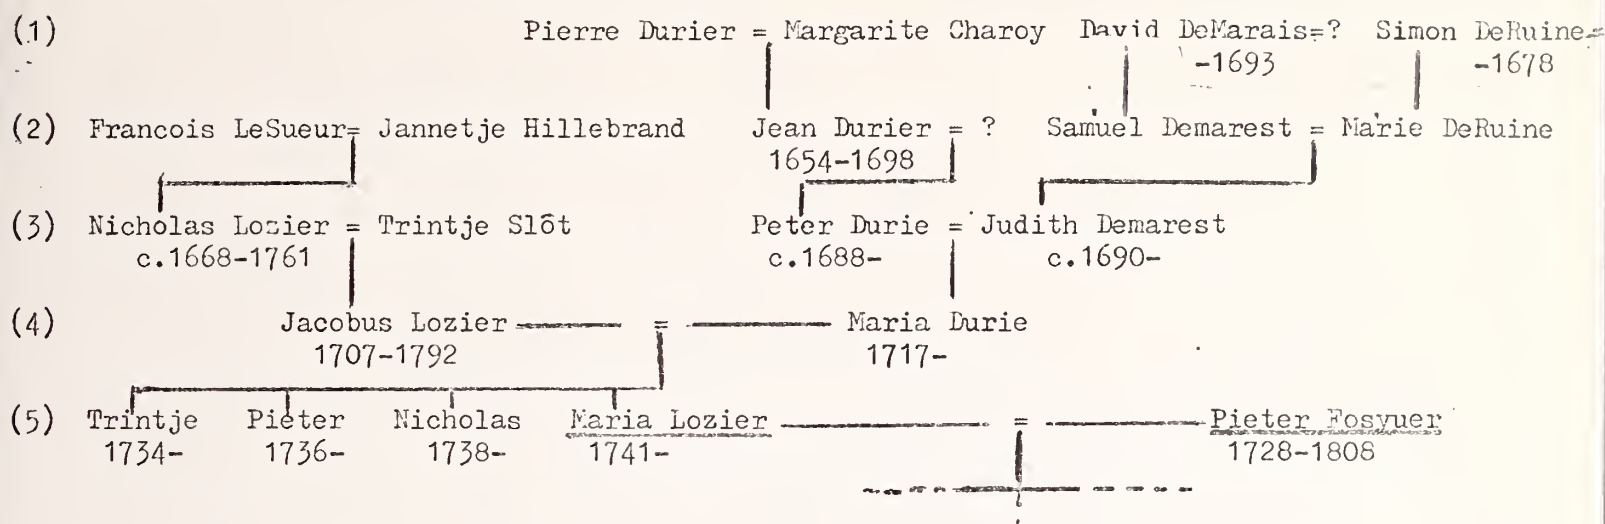 (1) Pierre Durier = Margarite Charoy David DeMarais=? Simon DeRuine=
-1693 -1678
(2) Francois LeSueur= Jannetje Hillebrand Jean Durier = ? Samuel Demarest = Marie DeRuine
1654-1698
(3) Nicholas Lozier = Trintje Slôt Peter Durie = Judith Demarest
c.1668-1761 c.1688- c.1690-
(4) Jacobus Lozier = Maria Durie
1707-1792 1717-
(5) Trintje Pieter Nicholas Maria Lozier = Pieter Fosyuer
1734- 1736- 1738- 1741- 1728-1808